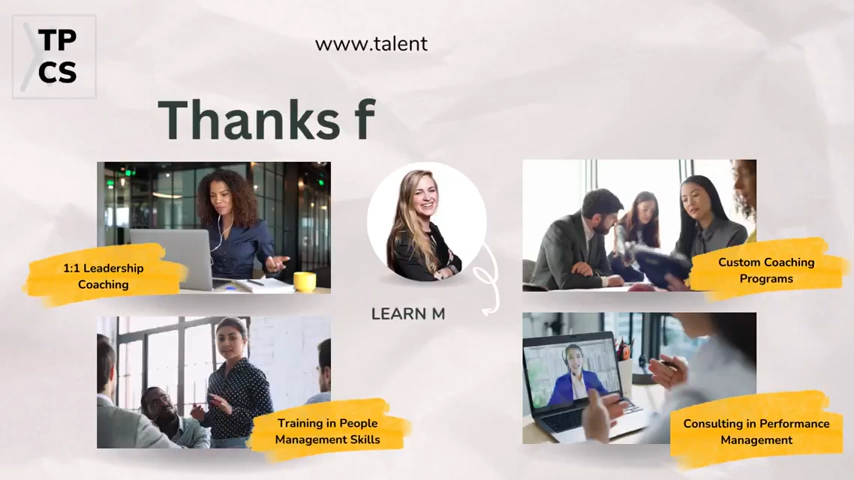 TP
CS
www.talent
Thanks f
1:1 Leadership
Coaching
LEARN M
Custom Coaching
Programs
Training in People
Management Skills
Consulting in Performance
Management